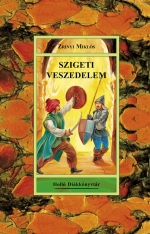 ZRÍNYI MIKLÓS
SZIGETI
VESZEDELEM
Holló Diákkönyvtár